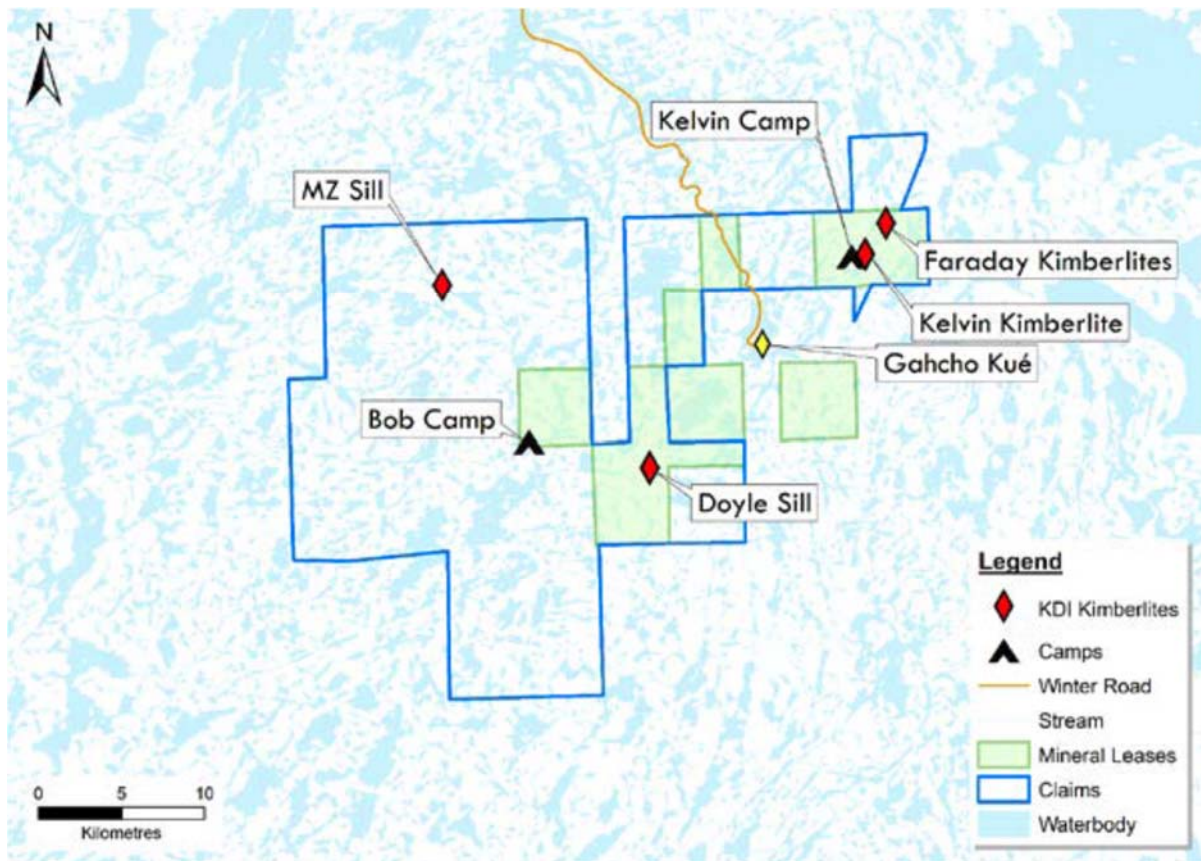 N
Kelvin Camp
MZ Sill
Faraday Kimberlites
Kelvin Kimberlite
Gahcho Kué
Bob Camp
Doyle Sill
Legend
KDI Kimberlites
Camps
Winter Road
Stream
Mineral Leases
Claims
Waterbody
0 5 10
Kilometres